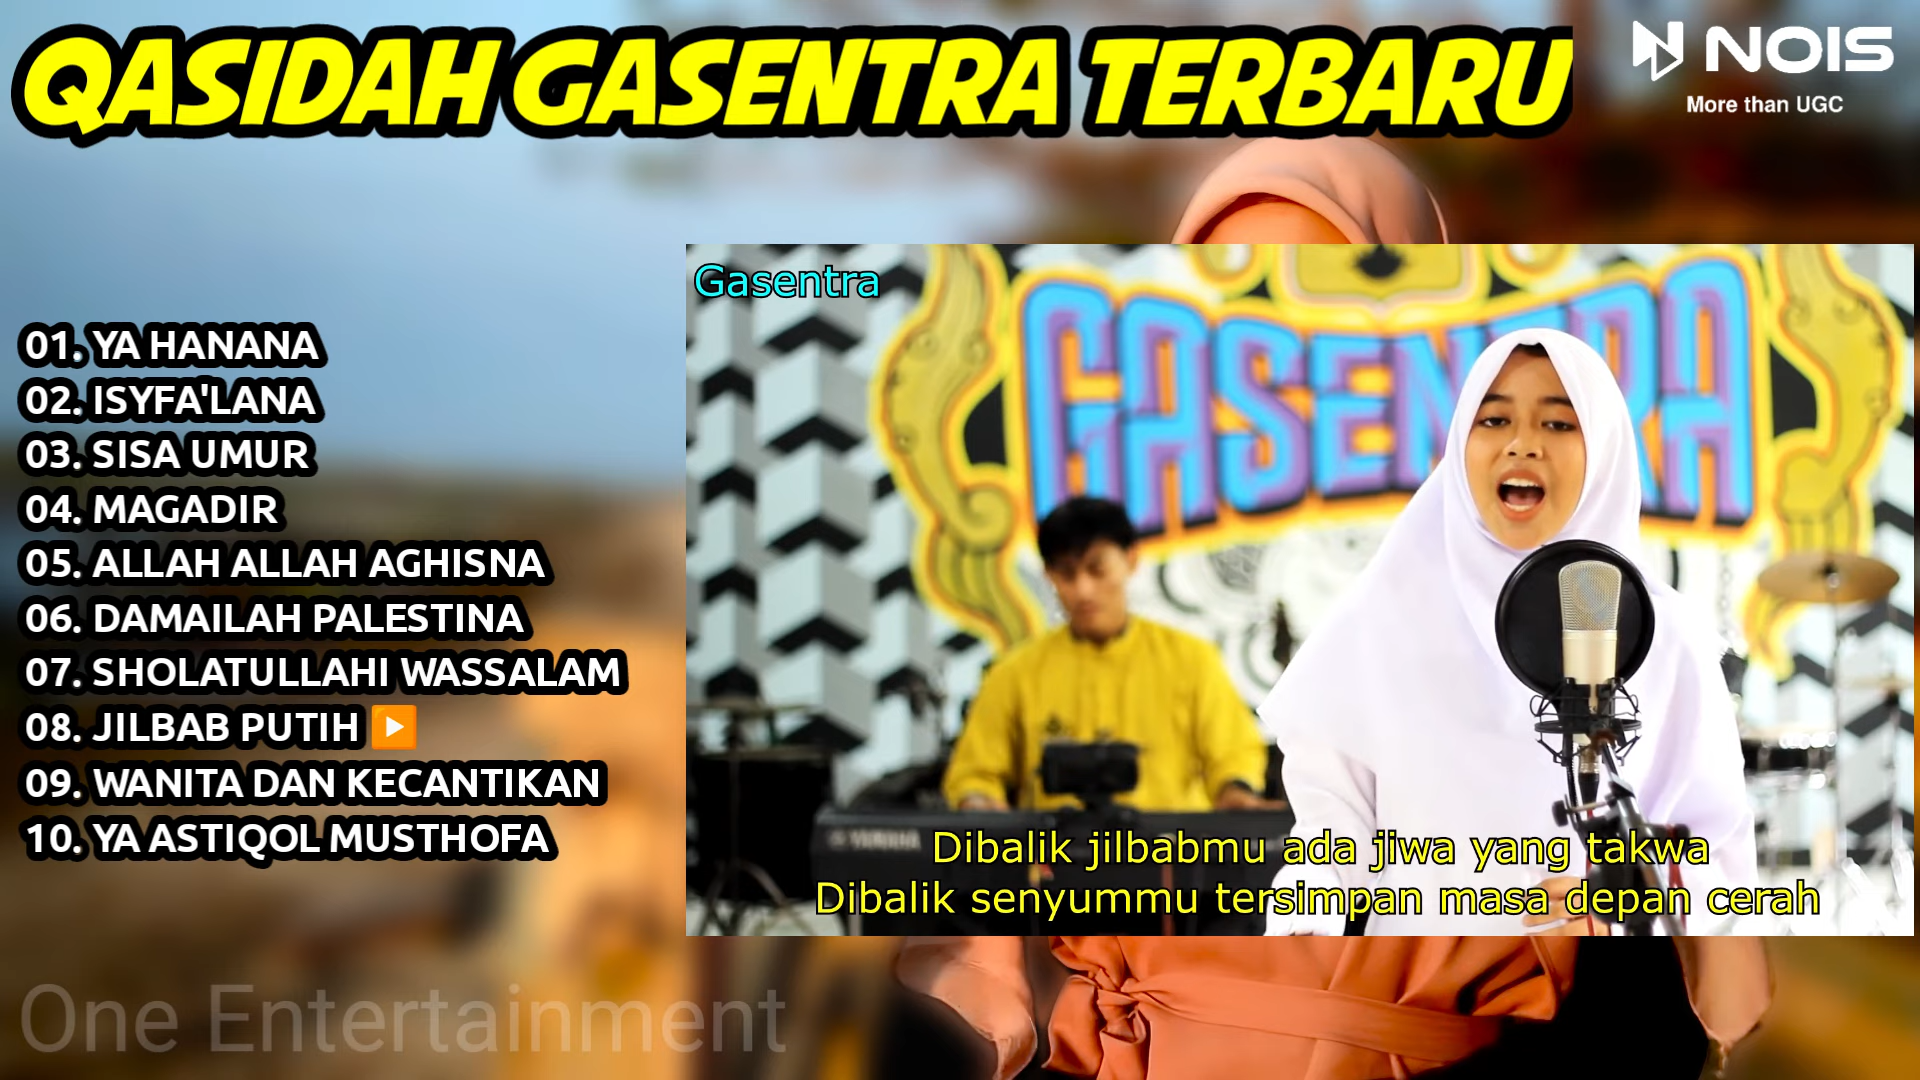 QASIDAH GASENTRA TERBARU
NOIS
More than UGC
Gasentra
GASENTRA
01. YA HANANA
02. ISYFA'LANA
03. SISA UMUR
04. MAGADIR
05. ALLAH ALLAH AGHISNA
06. DAMAILAH PALESTINA
07. SHOLATULLAHI WASSALAM
08. JILBAB PUTIH ▶️
09. WANITA DAN KECANTIKAN
10. YA ASTIQOL MUSTHOFA
YAMAHA
Dibalik jilbabmu ada jiwa yang takwa
Dibalik senyummu tersimpan masa depan cerah
One Entertainment